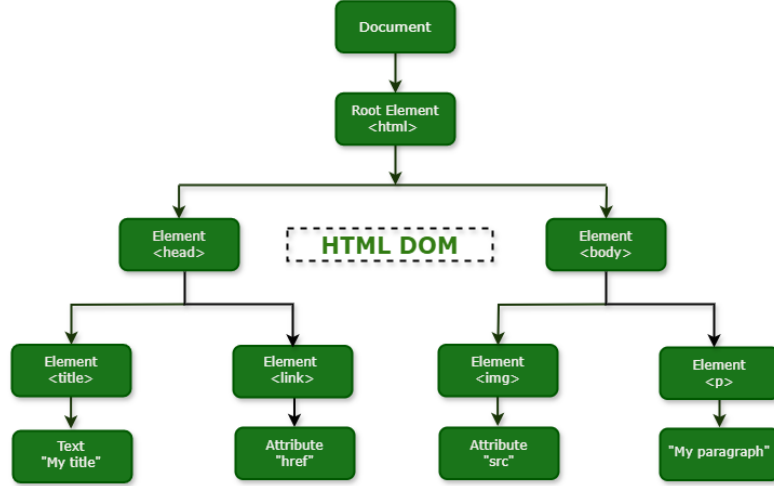 Document
Root Element
<html>
Element
<head>
HTML DOM
Element
<body>
Element
<title>
Element
<link>
Element
<img>
Element
<p>
Text
"My title"
Attribute
"href"
Attribute
"src"
"My paragraph"